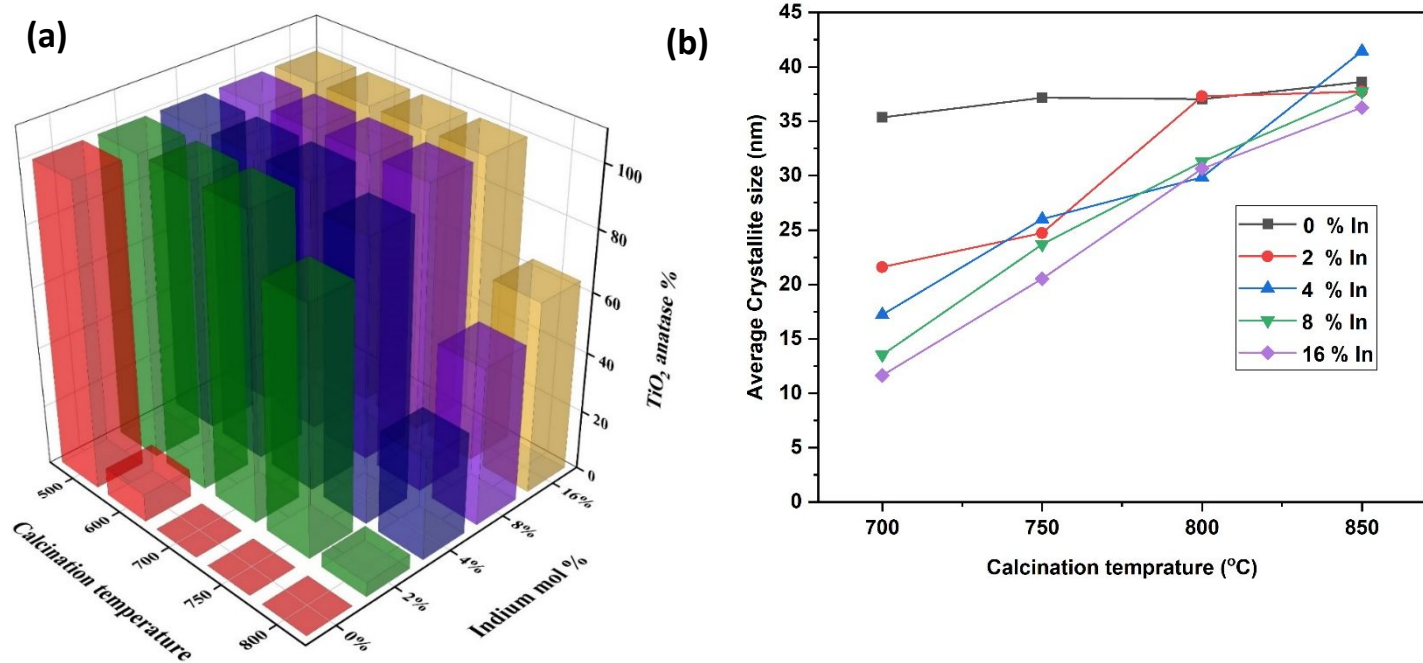 (a)
100
80
60
40
20
0
TiO₂ anatase %
500
600
700
750
800
Calcination temperature
0%
2%
4%
8%
16%
Indium mol %
(b)
45
40
35
30
25
20
15
10
5
0
Average Crystallite size (nm)
0 % In
2 % In
4 % In
8 % In
16 % In
700
750
800
850
Calcination temprature (ºC)